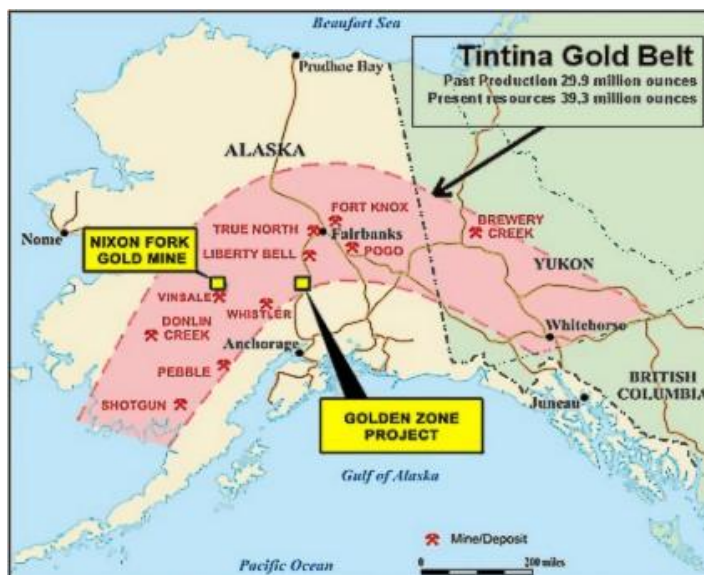 Beaufort Sea
Tintina Gold Belt
Past Production 29.9 million ounces
Present resources 39.3 million ounces
Prudhoe Bay
ALASKA
FORT KNOX
TRUE NORTH
Fairbanks
BREWERY
CREEK
Nome
NIXON FORK
GOLD MINE
LIBERTY BELL
POGO
YUKON
VINSALE
WHISTLER
DONLIN
CREEK
Whitehorse
Anchorage
PEBBLE
BRITISH
COLUMBIA
SHOTGUN
GOLDEN ZONE
PROJECT
Juneau
Gulf of Alaska
Mine/Deposit
Pacific Ocean
0
200 miles